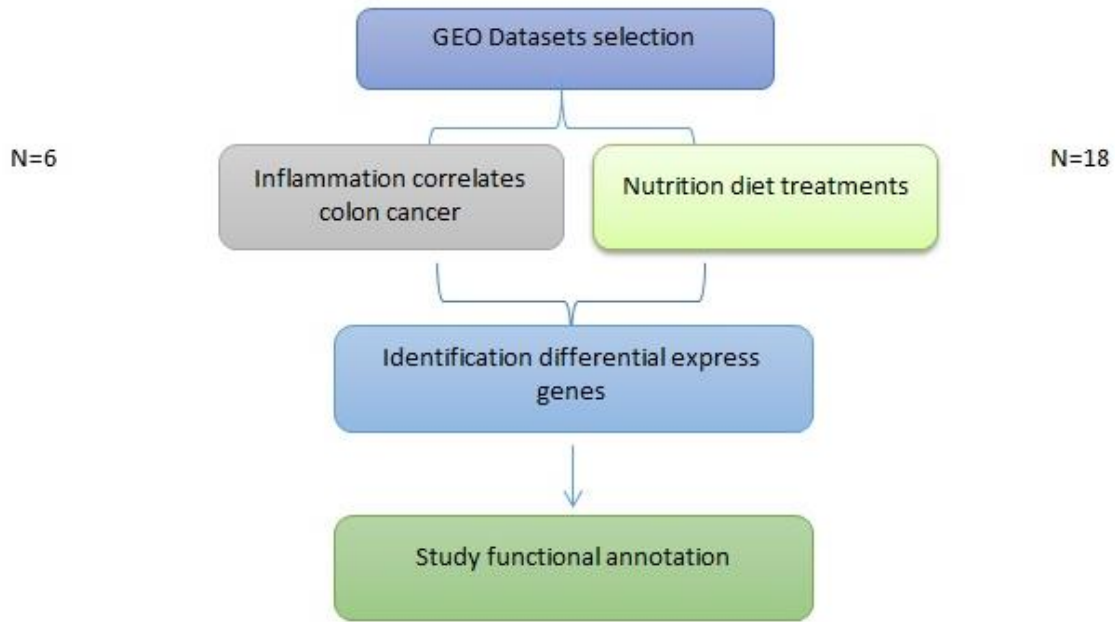 GEO Datasets selection
N=6
Inflammation correlates
colon cancer
Nutrition diet treatments
N=18
Identification differential express
genes
Study functional annotation